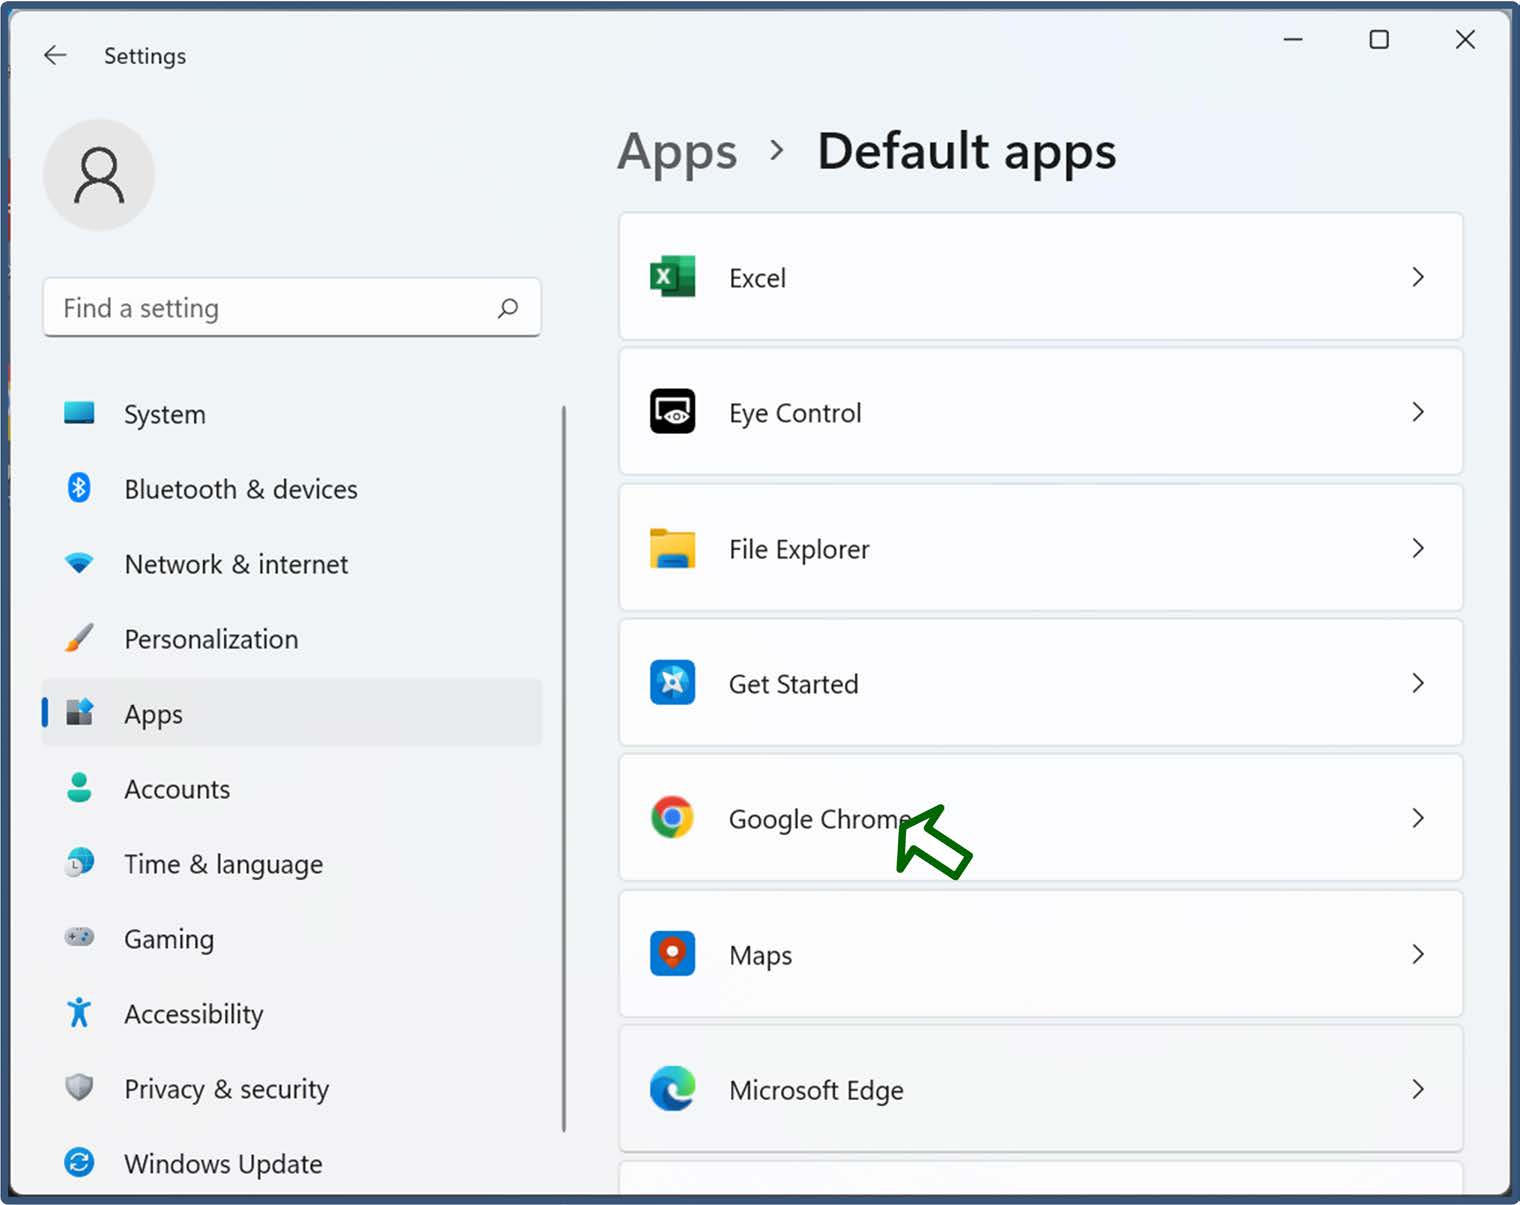 Settings
Apps > Default apps
Find a setting
System
Bluetooth & devices
Network & internet
Personalization
Apps
Accounts
Time & language
Gaming
Accessibility
Privacy & security
Windows Update
Excel
Eye Control
File Explorer
Get Started
Google Chrome
Maps
Microsoft Edge